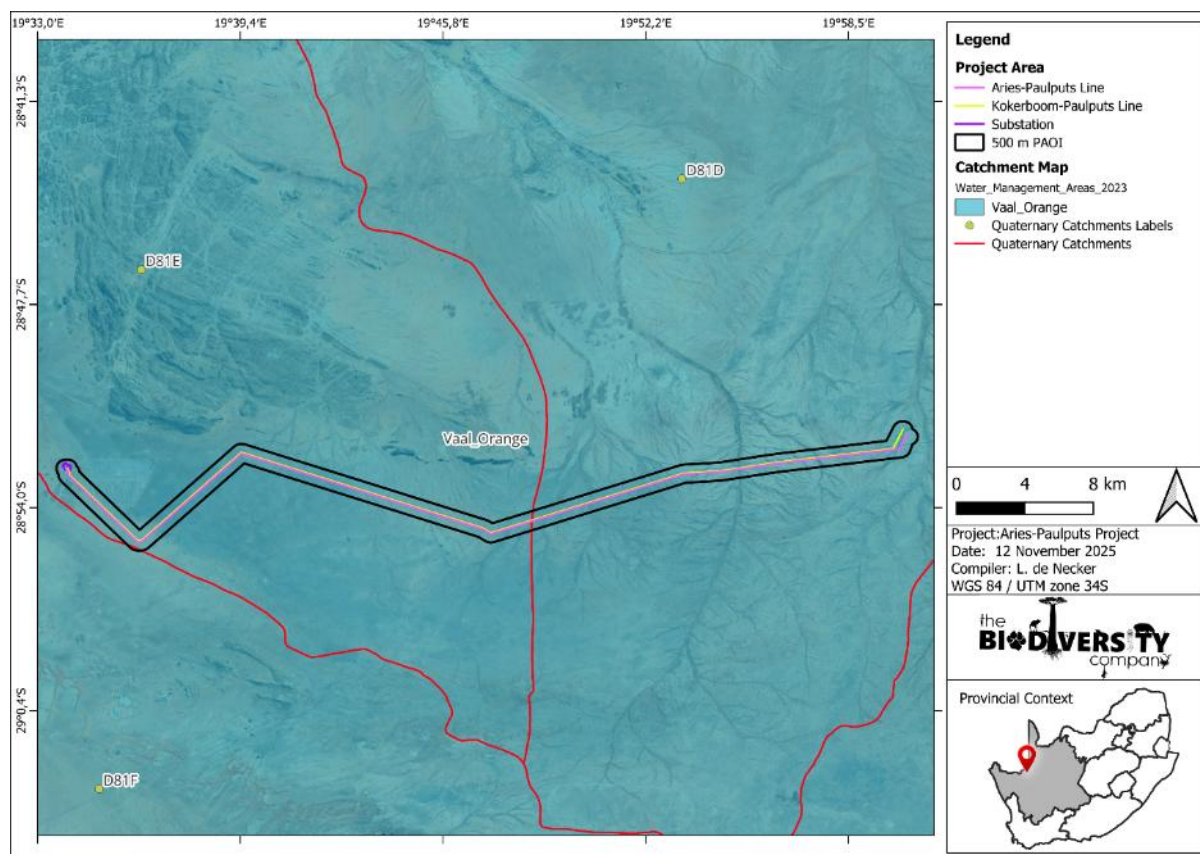 19°33,0'E 19°39,4'E 19°45,8'E 19°52,2'E 19°58,5'E
28°41,3'S
28°47,7'S
28°54,0'S
29°0,4'S
D81D
D81E
Vaal_Orange
D81F
Legend
Project Area
Aries-Paulputs Line
Kokerboom-Paulputs Line
Substation
500 m PAOI
Catchment Map
Water_Management_Areas_2023
Vaal_Orange
Quaternary Catchments Labels
Quaternary Catchments
0 4 8 km
Project:Aries-Paulputs Project
Date: 12 November 2025
Compiler: L. de Necker
WGS 84 / UTM zone 34S
the
BIODIVERSITY
company
Provincial Context